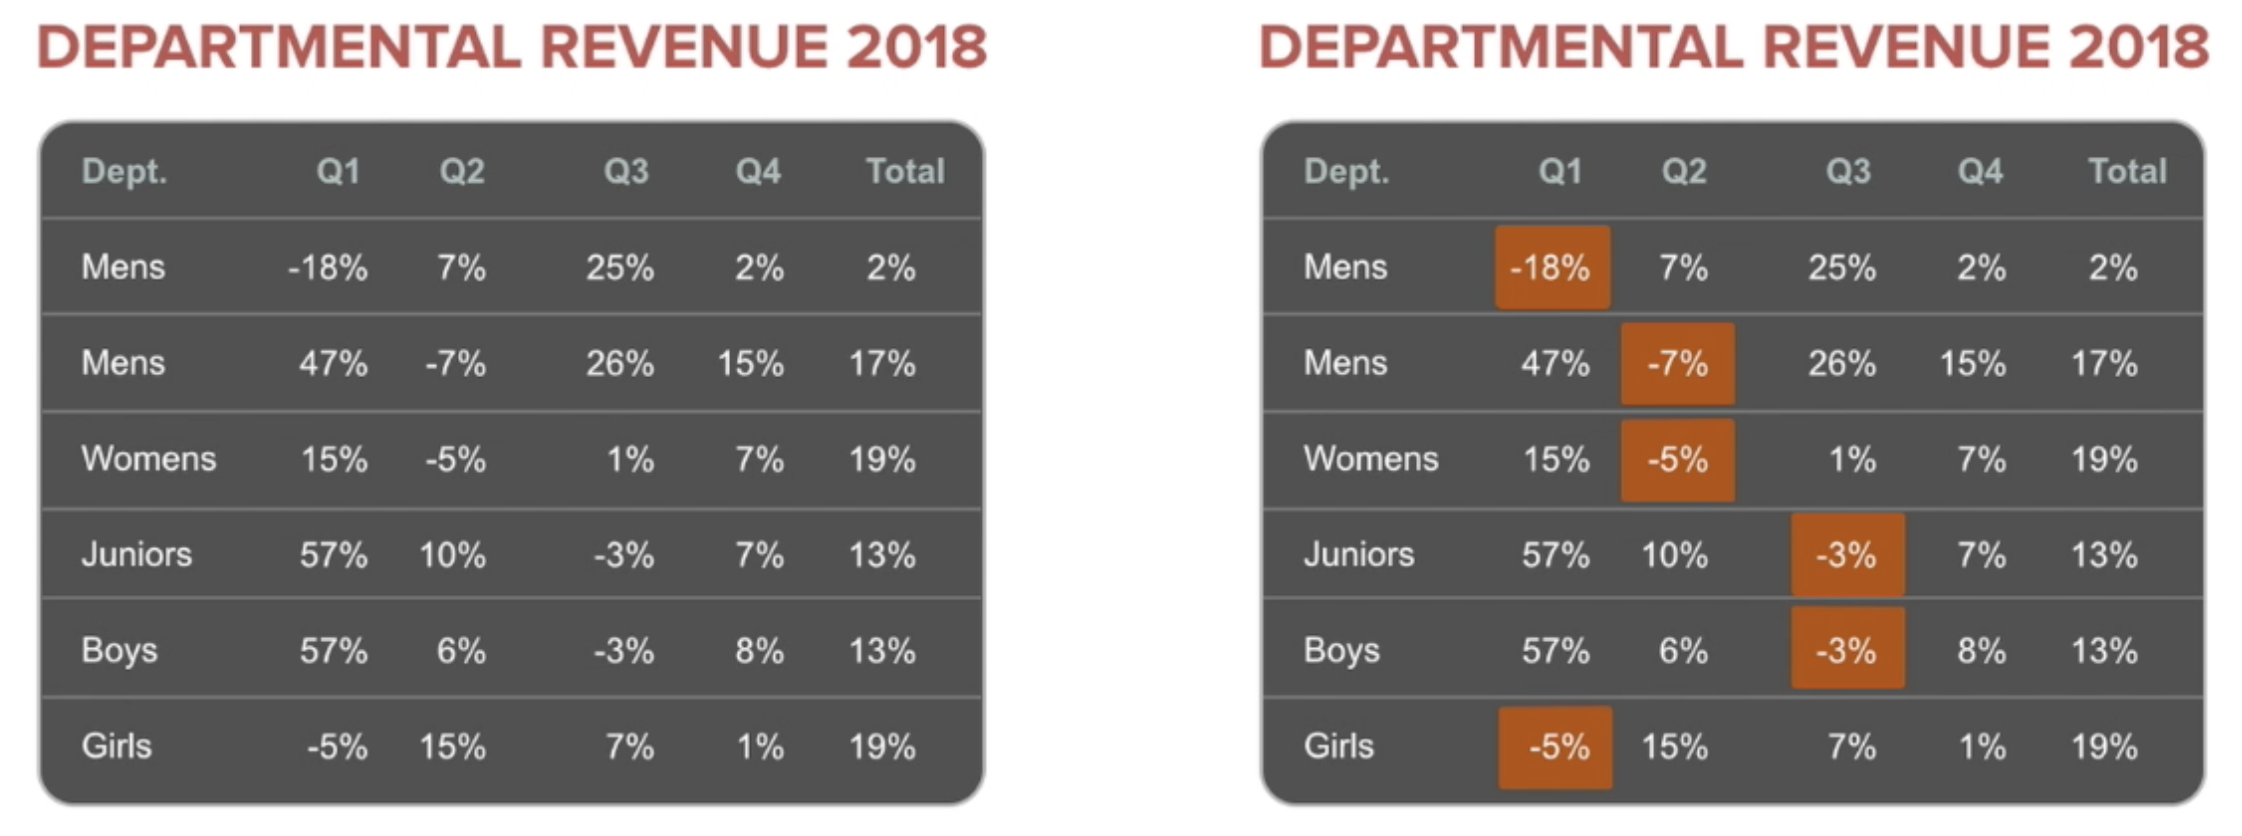 DEPARTMENTAL REVENUE 2018
Dept. Q1 Q2 Q3 Q4 Total
Mens -18% 7% 25% 2% 2%
Mens 47% -7% 26% 15% 17%
Womens 15% -5% 1% 7% 19%
Juniors 57% 10% -3% 7% 13%
Boys 57% 6% -3% 8% 13%
Girls -5% 15% 7% 1% 19%
DEPARTMENTAL REVENUE 2018
Dept. Q1 Q2 Q3 Q4 Total
Mens -18% 7% 25% 2% 2%
Mens 47% -7% 26% 15% 17%
Womens 15% -5% 1% 7% 19%
Juniors 57% 10% -3% 7% 13%
Boys 57% 6% -3% 8% 13%
Girls -5% 15% 7% 1% 19%